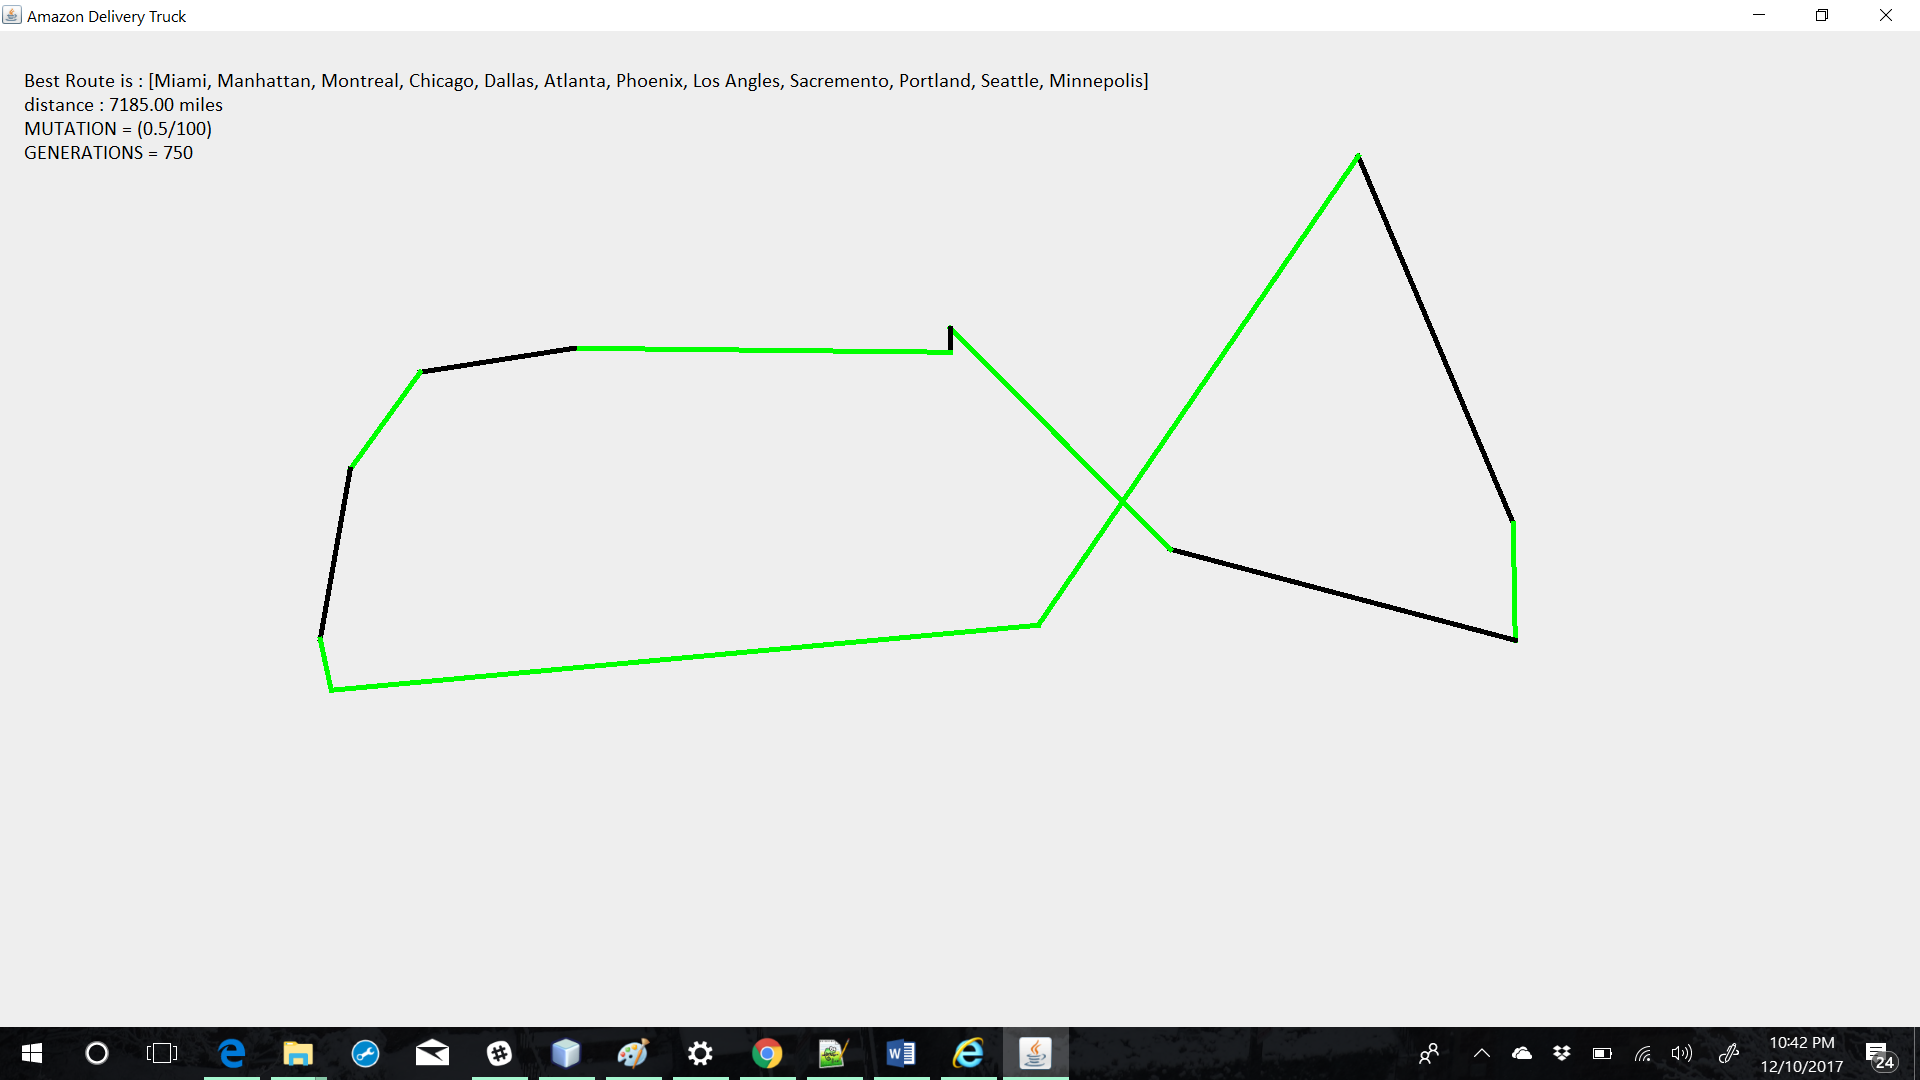 Amazon Delivery Truck
Best Route is : [Miami, Manhattan, Montreal, Chicago, Dallas, Atlanta, Phoenix, Los Angles, Sacremento, Portland, Seattle, Minnepolis]
distance : 7185.00 miles
MUTATION = (0.5/100)
GENERATIONS = 750
10:42 PM
12/10/2017
24